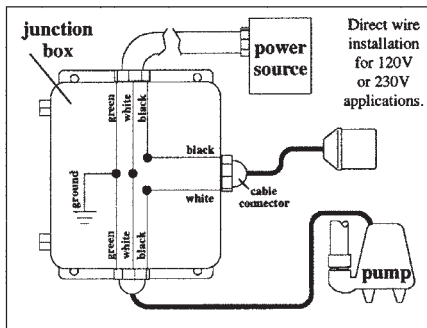 junction
box
power
source
Direct wire
installation
for 120V
or 230V
applications.
green
white
black
black
white
cable
connector
ground
green
white
black
pump